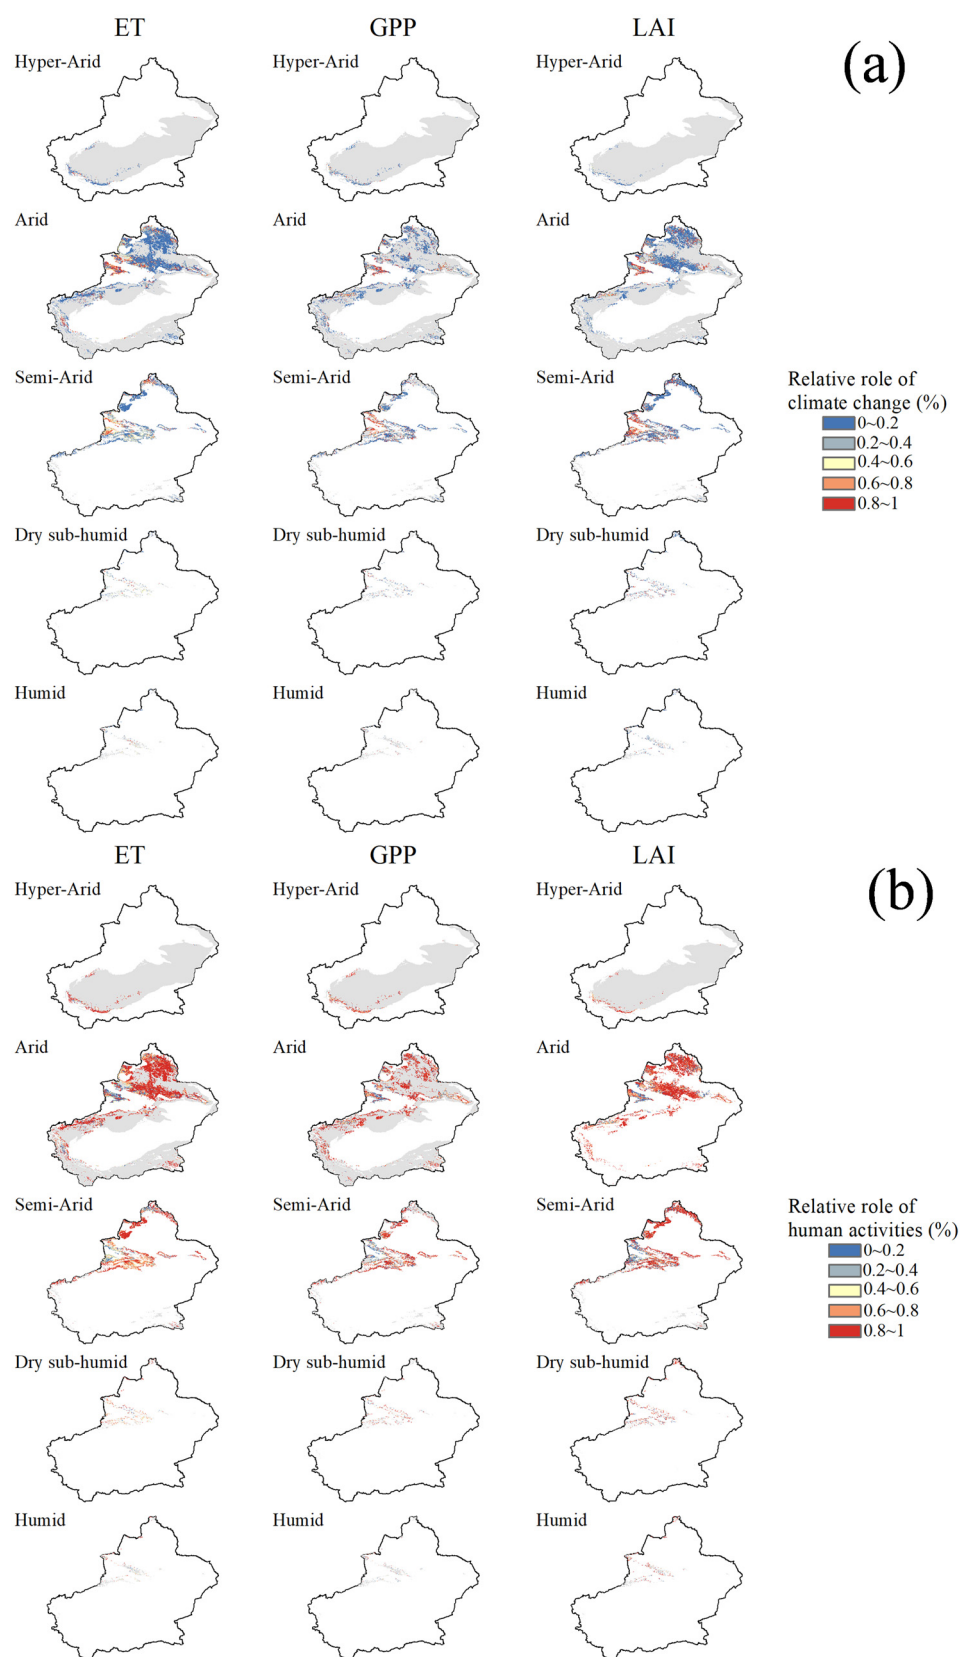 ET GPP LAI
(a)
Hyper-Arid Hyper-Arid Hyper-Arid
Arid Arid Arid
Semi-Arid Semi-Arid Semi-Arid
Relative role of
climate change (%)
0~0.2
0.2~0.4
0.4~0.6
0.6~0.8
0.8~1
Dry sub-humid Dry sub-humid Dry sub-humid
Humid Humid Humid
ET GPP LAI
(b)
Hyper-Arid Hyper-Arid Hyper-Arid
Arid Arid Arid
Semi-Arid Semi-Arid Semi-Arid
Relative role of
human activities (%)
0~0.2
0.2~0.4
0.4~0.6
0.6~0.8
0.8~1
Dry sub-humid Dry sub-humid Dry sub-humid
Humid Humid Humid